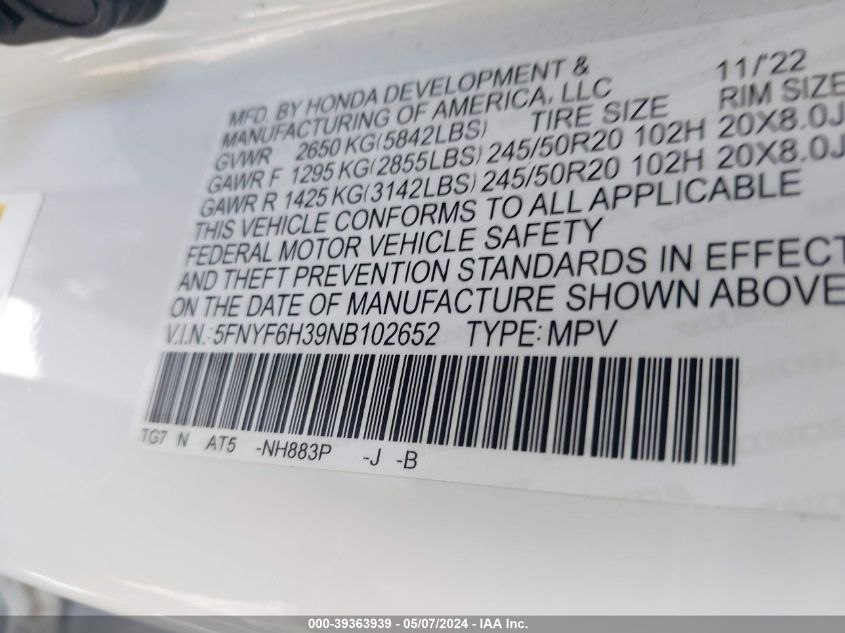 MFD. BY HONDA DEVELOPMENT & 11/'22
MANUFACTURING OF AMERICA, LLC
GVWR 2650 KG(5842LBS) TIRE SIZE RIM SIZE
GAWR F 1295 KG(2855LBS) 245/50R20 102H 20X8.0J
GAWR R 1425 KG(3142LBS) 245/50R20 102H 20X8.0J
THIS VEHICLE CONFORMS TO ALL APPLICABLE
FEDERAL MOTOR VEHICLE SAFETY
AND THEFT PREVENTION STANDARDS IN EFFECT
ON THE DATE OF MANUFACTURE SHOWN ABOVE
V.I.N.:5FNYF6H39NB102652 TYPE:MPV
TG7 N AT5 -NH883P -J -B
000-39363939 - 05/07/2024 - IAA Inc.